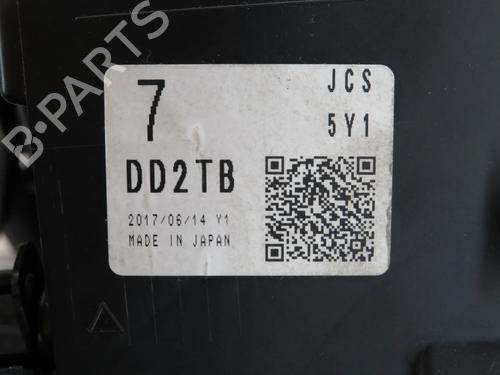 B-PARTS
7 JCS
5Y1
DD2TB
2017/06/14 Y1
MADE IN JAPAN